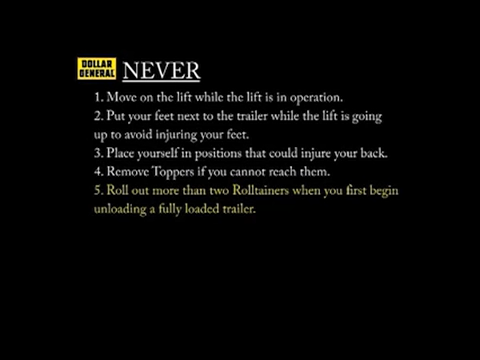 DOLLAR
GENERAL
NEVER
1. Move on the lift while the lift is in operation.
2. Put your feet next to the trailer while the lift is going
up to avoid injuring your feet.
3. Place yourself in positions that could injure your back.
4. Remove Toppers if you cannot reach them.
5. Roll out more than two Rolltainers when you first begin
unloading a fully loaded trailer.